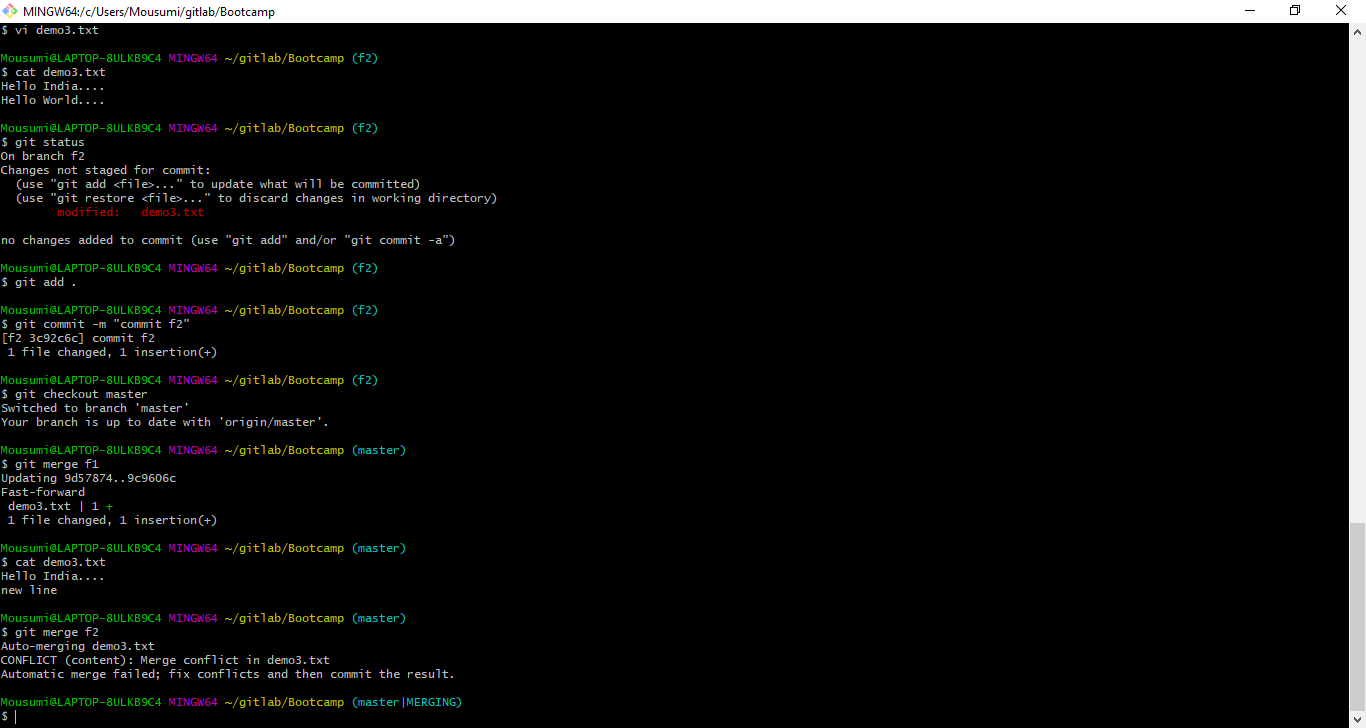 MINGW64:/c/Users/Mousumi/gitlab/Bootcamp
$ vi demo3.txt
Mousumi@LAPTOP-8ULKB9C4 MINGW64 ~/gitlab/Bootcamp (f2)
$ cat demo3.txt
Hello India....
Hello World....
Mousumi@LAPTOP-8ULKB9C4 MINGW64 ~/gitlab/Bootcamp (f2)
$ git status
On branch f2
Changes not staged for commit:
  (use "git add <file>..." to update what will be committed)
  (use "git restore <file>..." to discard changes in working directory)
        modified:   demo3.txt
no changes added to commit (use "git add" and/or "git commit -a")
Mousumi@LAPTOP-8ULKB9C4 MINGW64 ~/gitlab/Bootcamp (f2)
$ git add .
Mousumi@LAPTOP-8ULKB9C4 MINGW64 ~/gitlab/Bootcamp (f2)
$ git commit -m "commit f2"
[f2 3c92c6c] commit f2
 1 file changed, 1 insertion(+)
Mousumi@LAPTOP-8ULKB9C4 MINGW64 ~/gitlab/Bootcamp (f2)
$ git checkout master
Switched to branch 'master'
Your branch is up to date with 'origin/master'.
Mousumi@LAPTOP-8ULKB9C4 MINGW64 ~/gitlab/Bootcamp (master)
$ git merge f1
Updating 9d57874..9c9606c
Fast-forward
 demo3.txt | 1 +
 1 file changed, 1 insertion(+)
Mousumi@LAPTOP-8ULKB9C4 MINGW64 ~/gitlab/Bootcamp (master)
$ cat demo3.txt
Hello India....
new line
Mousumi@LAPTOP-8ULKB9C4 MINGW64 ~/gitlab/Bootcamp (master)
$ git merge f2
Auto-merging demo3.txt
CONFLICT (content): Merge conflict in demo3.txt
Automatic merge failed; fix conflicts and then commit the result.
Mousumi@LAPTOP-8ULKB9C4 MINGW64 ~/gitlab/Bootcamp (master|MERGING)
$